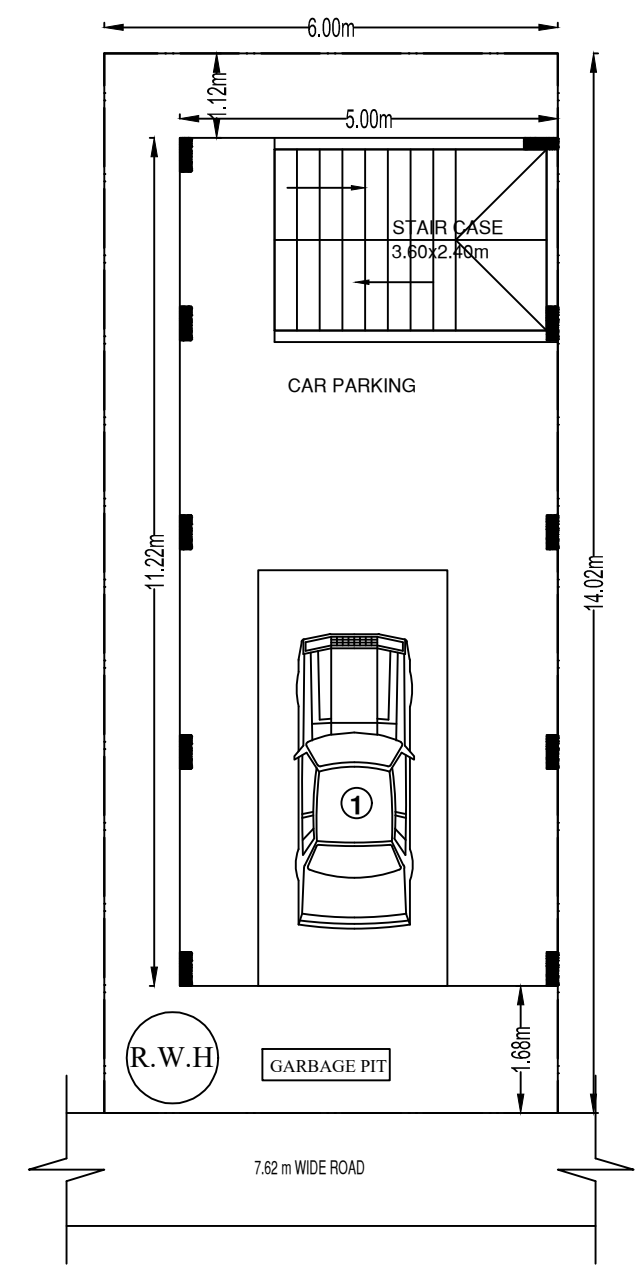 6.00m
1.12m
5.00m
STAIR CASE
3.60x2.40m
CAR PARKING
11.22m
14.02m
1
1.68m
R.W.H
GARBAGE PIT
7.62 m WIDE ROAD